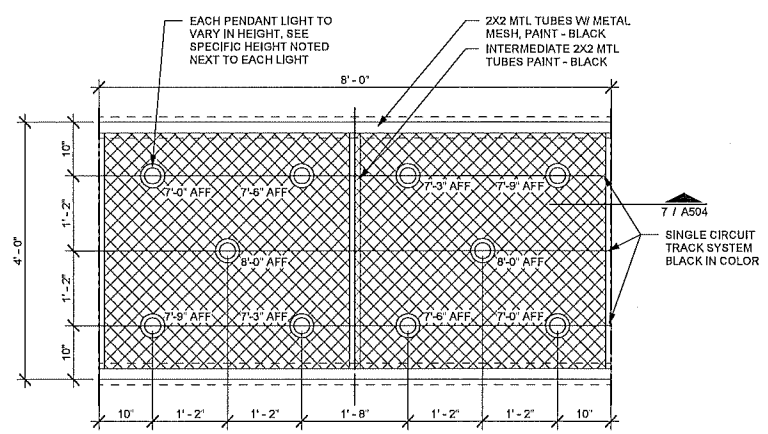 EACH PENDANT LIGHT TO
VARY IN HEIGHT, SEE
SPECIFIC HEIGHT NOTED
NEXT TO EACH LIGHT
2X2 MTL TUBES W/ METAL
MESH, PAINT - BLACK
INTERMEDIATE 2X2 MTL
TUBES PAINT - BLACK
8' - 0"
10"
7'-0" AFF
7'-6" AFF
7'-3" AFF
7'-9" AFF
1' - 2"
7 / A504
4' - 0"
SINGLE CIRCUIT
TRACK SYSTEM
BLACK IN COLOR
8'-0" AFF
8'-0" AFF
1' - 2"
7'-9" AFF
7'-3" AFF
7'-6" AFF
7'-0" AFF
10"
10"
1' - 2"
1' - 2"
1' - 8"
1' - 2"
1' - 2"
10"